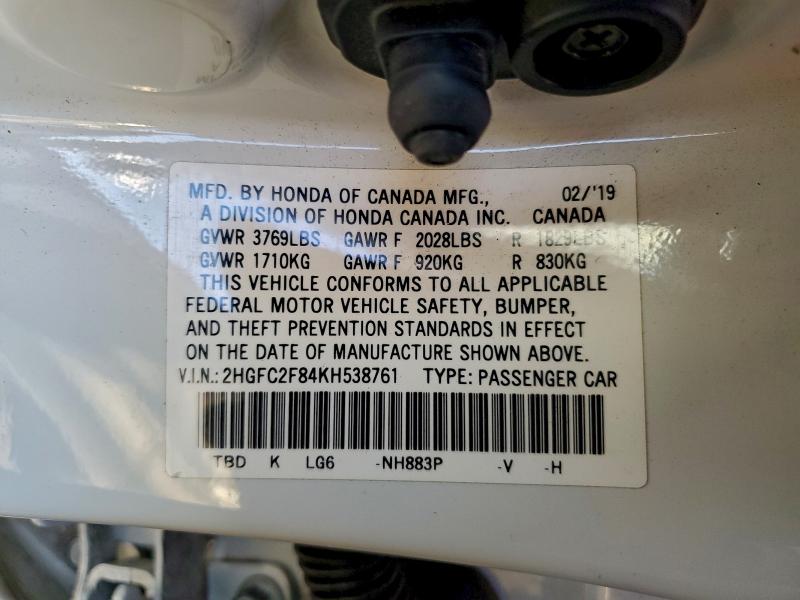 MFD. BY HONDA OF CANADA MFG., 02/'19
A DIVISION OF HONDA CANADA INC. CANADA
GVWR 3769LBS GAWR F 2028LBS R 1829LBS
GVWR 1710KG GAWR F 920KG R 830KG
THIS VEHICLE CONFORMS TO ALL APPLICABLE
FEDERAL MOTOR VEHICLE SAFETY, BUMPER,
AND THEFT PREVENTION STANDARDS IN EFFECT
ON THE DATE OF MANUFACTURE SHOWN ABOVE.
V.I.N.: 2HGFC2F84KH538761 TYPE: PASSENGER CAR
TBD K LG6 -NH883P -V -H